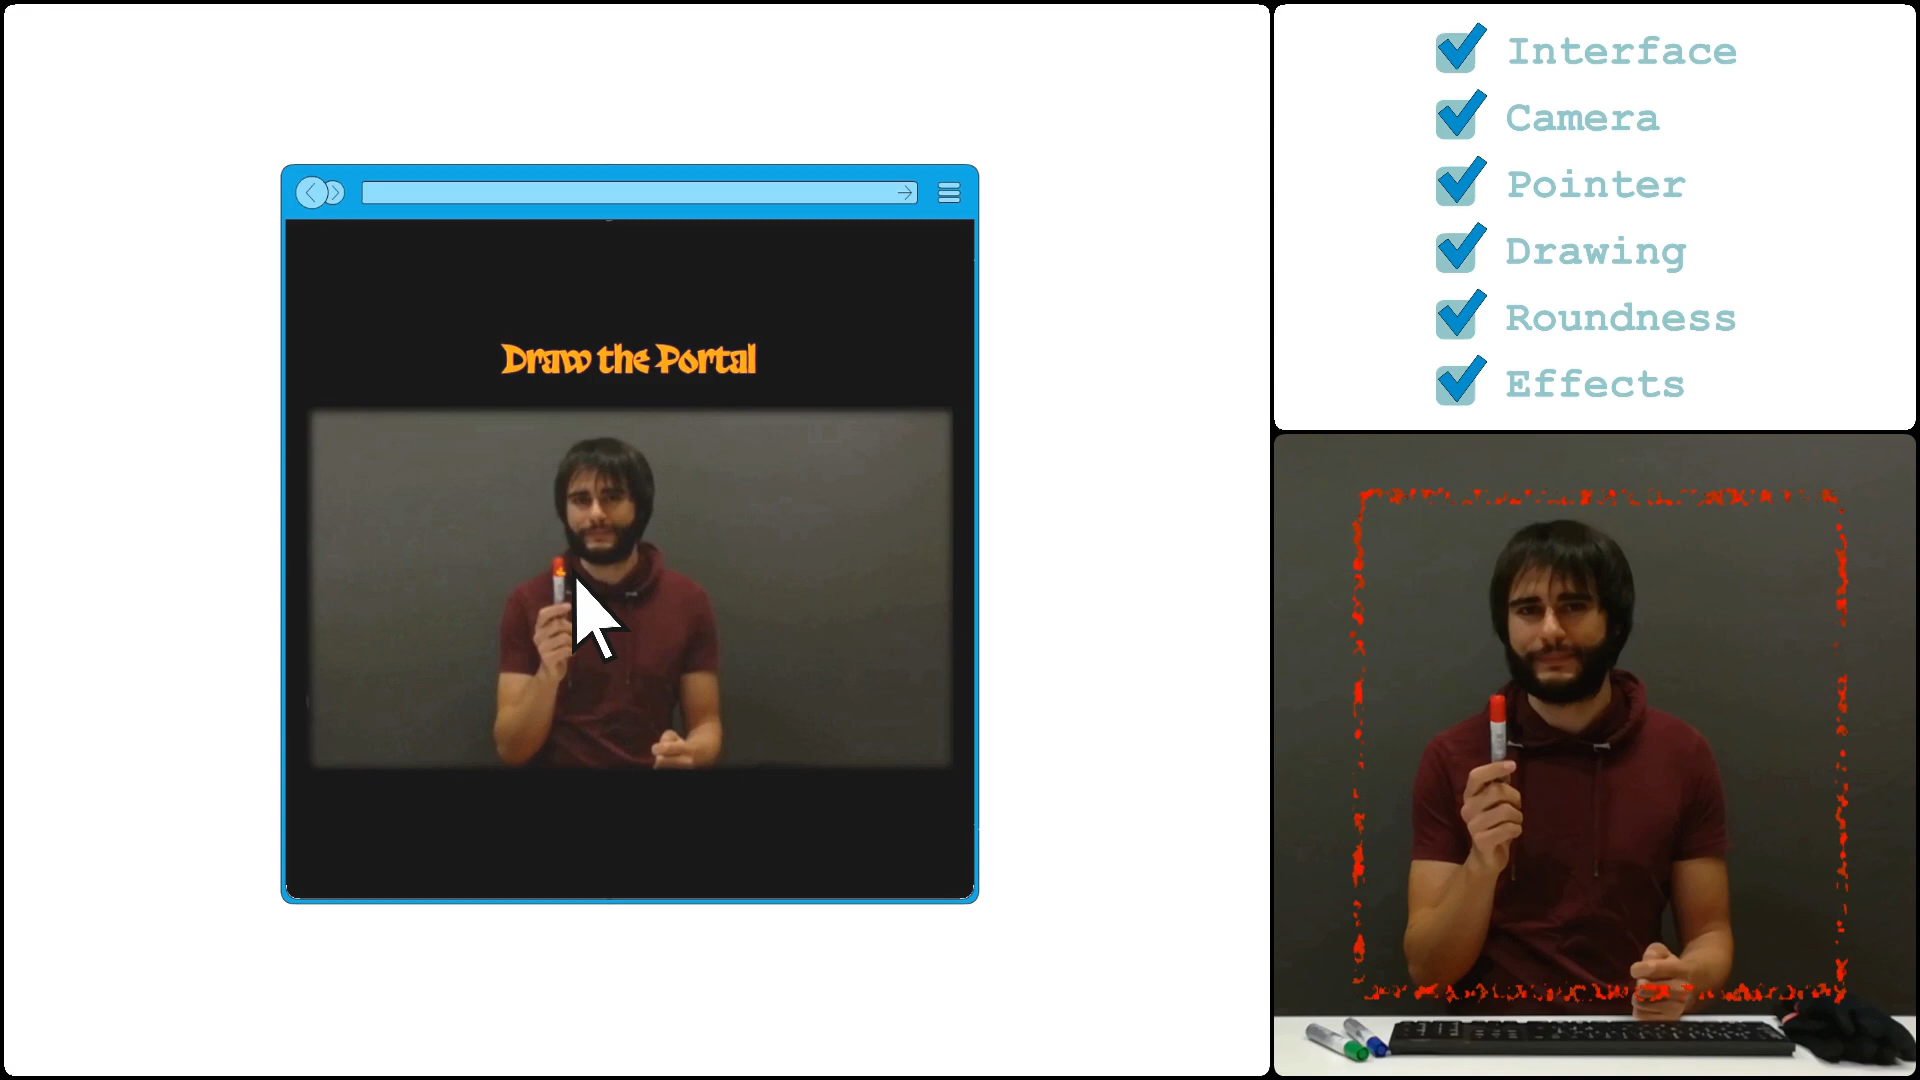 Draw the Portal
Interface
Camera
Pointer
Drawing
Roundness
Effects